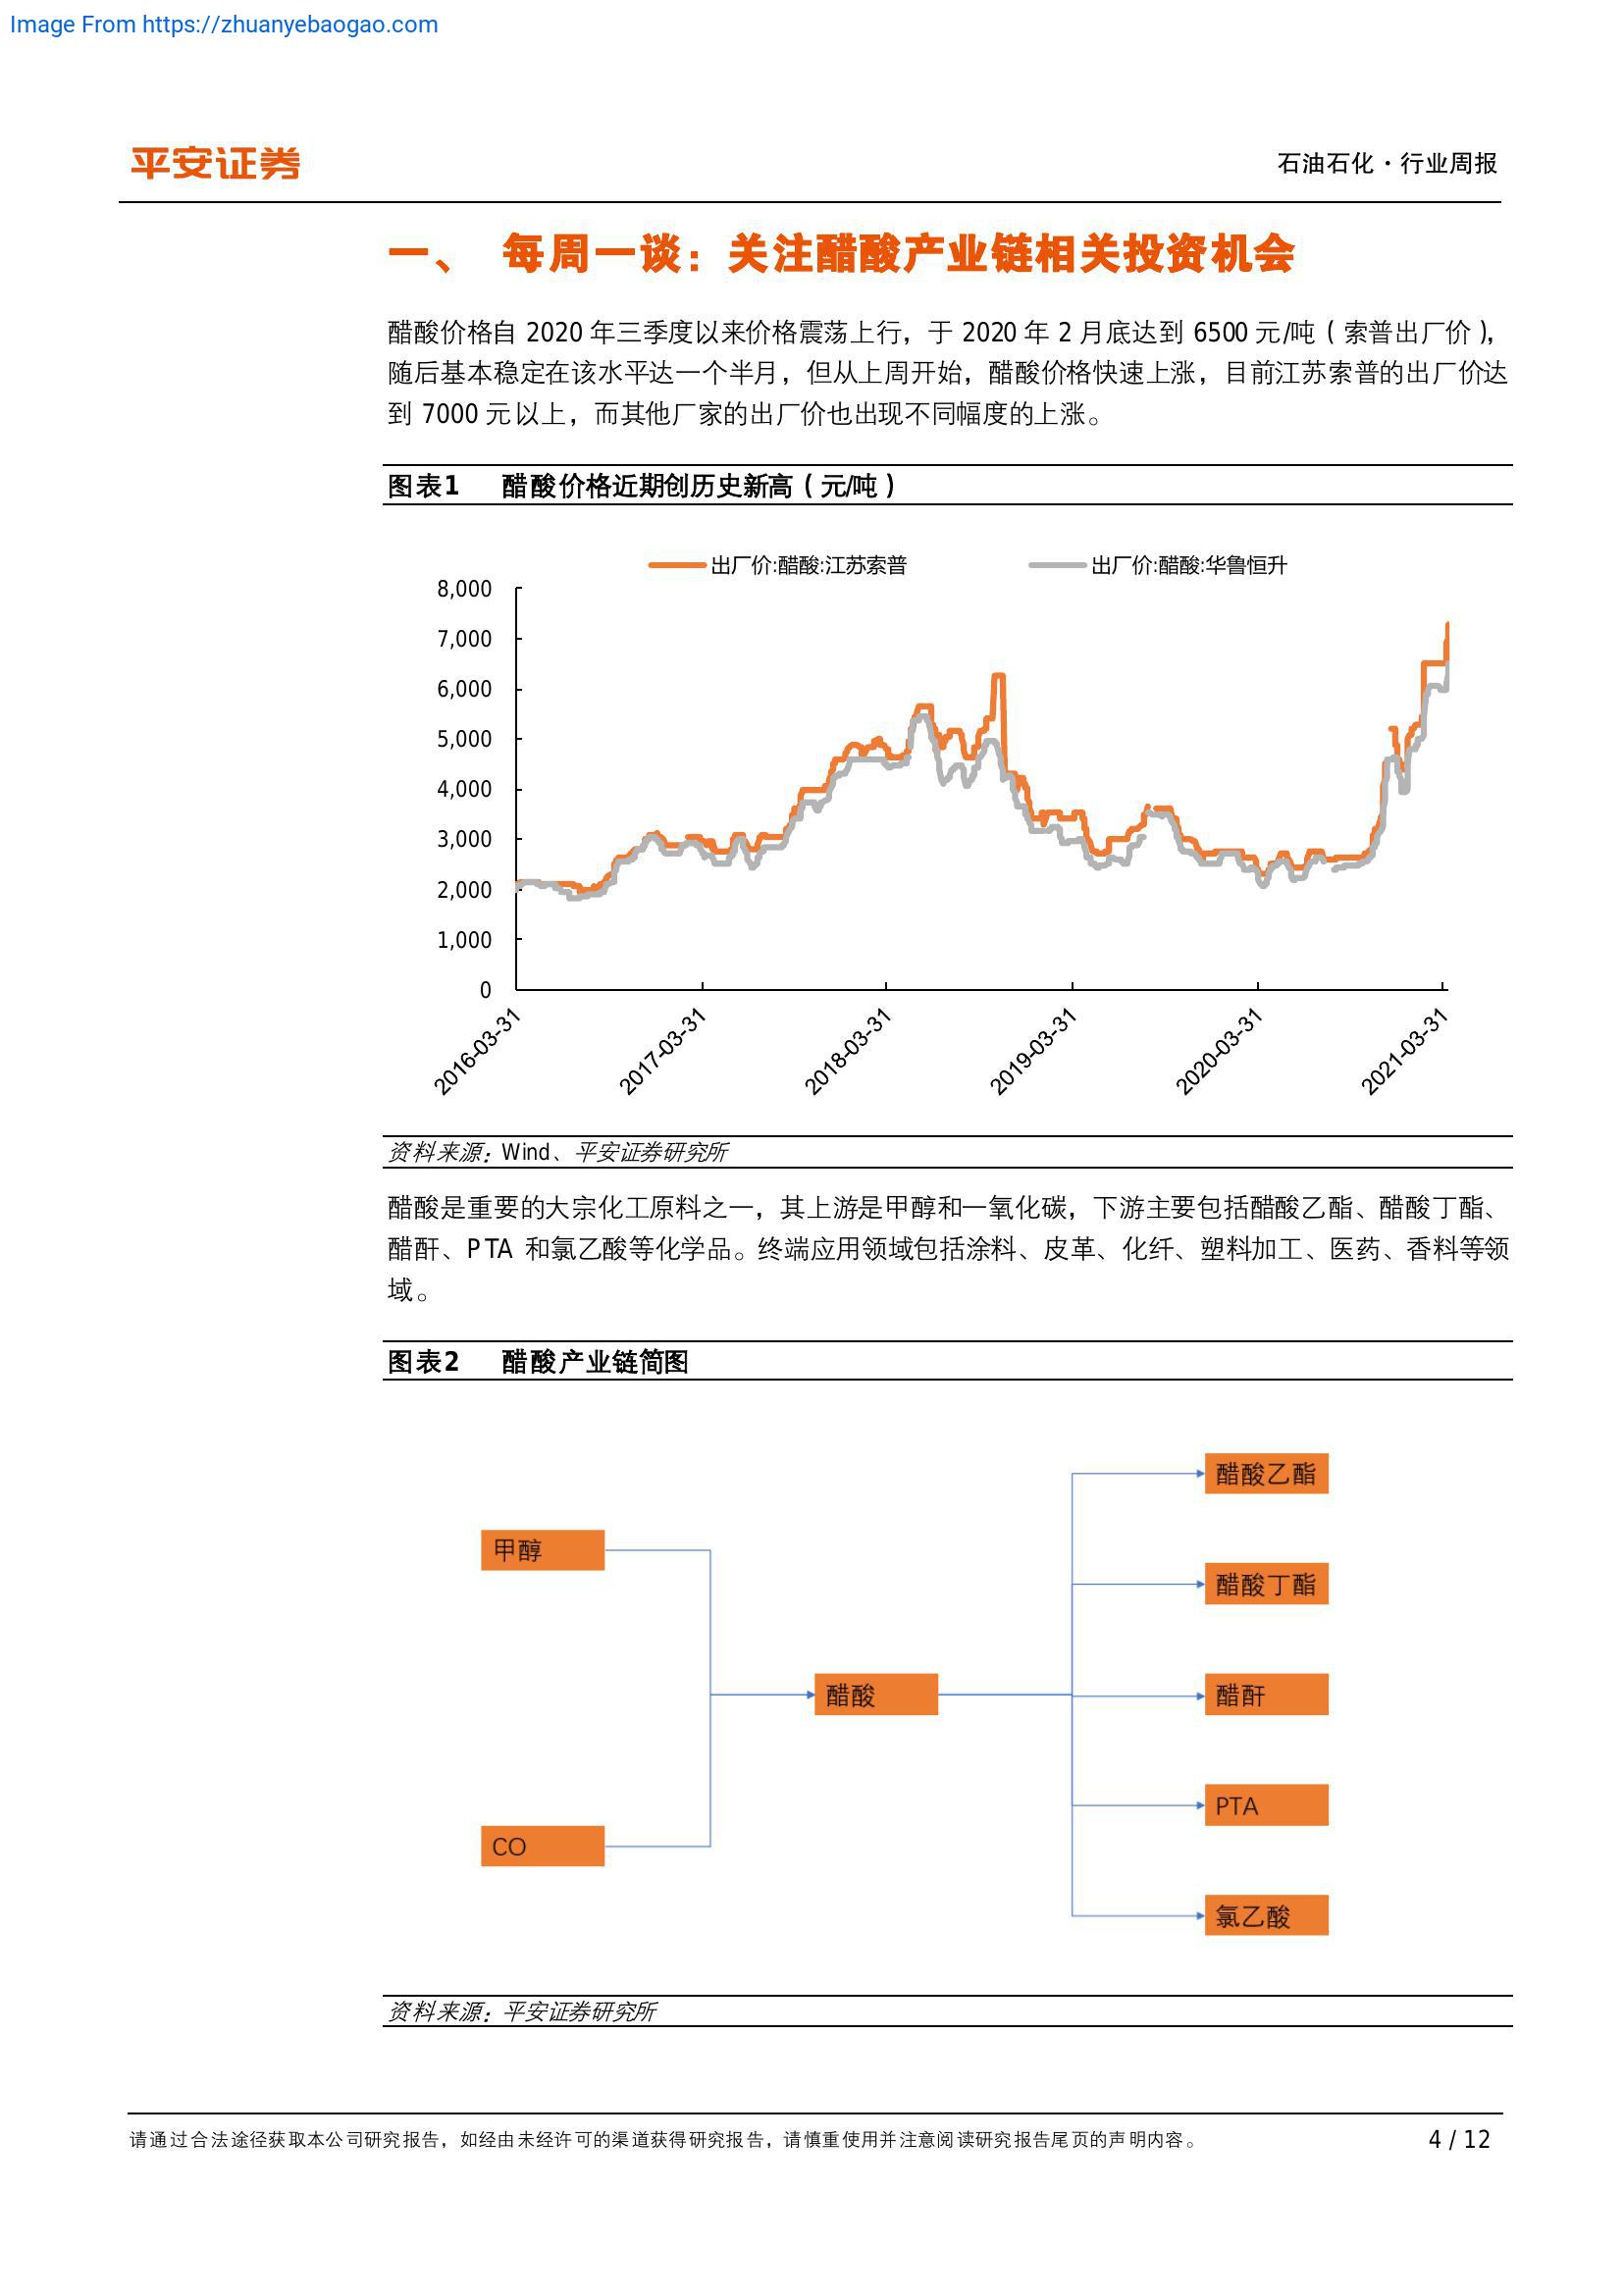 Image From https://zhuanyebaogao.com
平安证券
石油石化·行业周报
一、 每周一谈：关注醋酸产业链相关投资机会
醋酸价格自 2020 年三季度以来价格震荡上行，于 2020 年 2 月底达到 6500 元/吨（索普出厂价），
随后基本稳定在该水平达一个半月，但从上周开始，醋酸价格快速上涨，目前江苏索普的出厂价达
到 7000 元以上，而其他厂家的出厂价也出现不同幅度的上涨。
图表1 醋酸价格近期创历史新高（元/吨）
出厂价:醋酸:江苏索普 出厂价:醋酸:华鲁恒升
8,000
7,000
6,000
5,000
4,000
3,000
2,000
1,000
0
2016-03-31 2017-03-31 2018-03-31 2019-03-31 2020-03-31 2021-03-31
资料来源：Wind、平安证券研究所
醋酸是重要的大宗化工原料之一，其上游是甲醇和一氧化碳，下游主要包括醋酸乙酯、醋酸丁酯、
醋酐、PTA 和氯乙酸等化学品。终端应用领域包括涂料、皮革、化纤、塑料加工、医药、香料等领
域。
图表2 醋酸产业链简图
醋酸乙酯
甲醇
醋酸丁酯
醋酸
醋酐
PTA
CO
氯乙酸
资料来源：平安证券研究所
请通过合法途径获取本公司研究报告，如经由未经许可的渠道获得研究报告，请慎重使用并注意阅读研究报告尾页的声明内容。
4 / 12